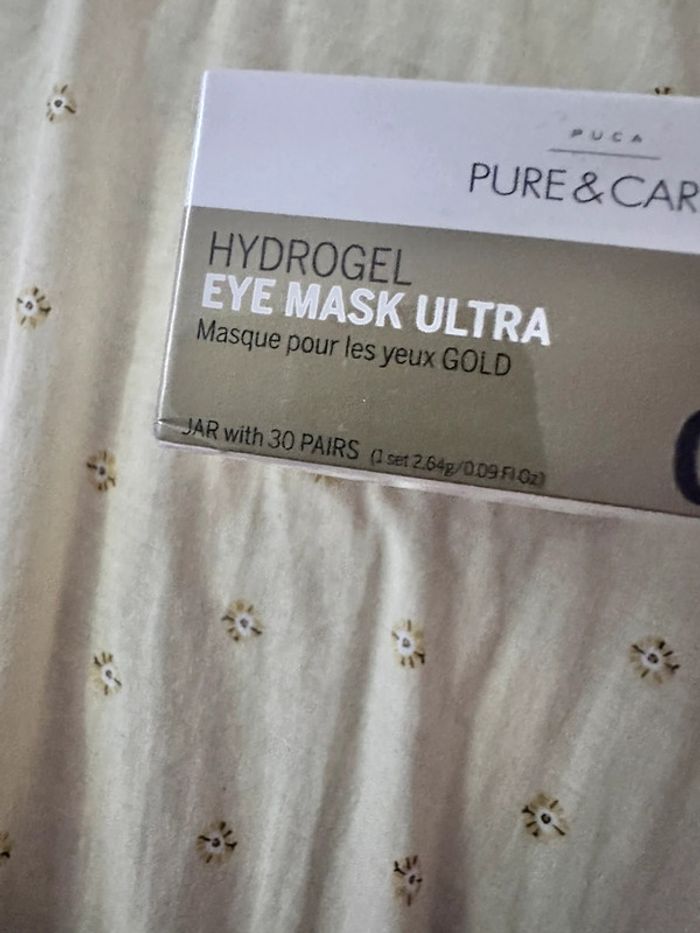 PUCA
PURE & CAR
HYDROGEL
EYE MASK ULTRA
Masque pour les yeux GOLD
JAR with 30 PAIRS (1 set 2.64g/0.09 Fl Oz)